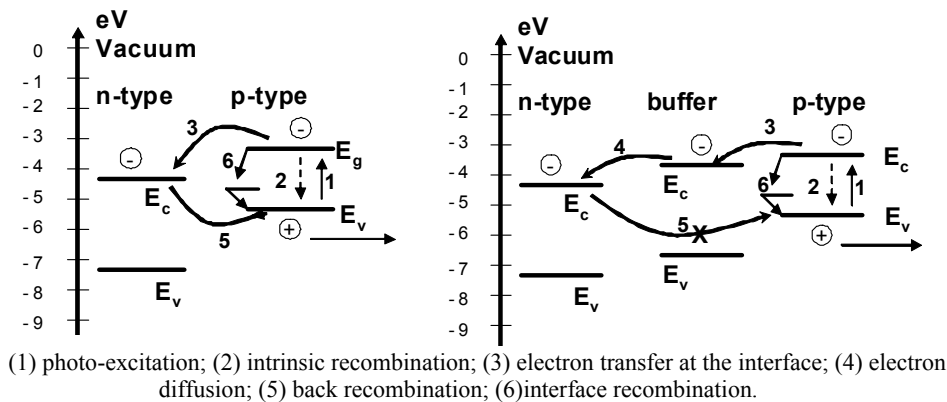 eV
Vacuum
n-type p-type
0
-1
-2
-3
-4
-5
-6
-7
-8
-9
3
-
-
6
2
1
5
+
E_g
E_c
E_v
E_v
eV
Vacuum
n-type buffer p-type
0
-1
-2
-3
-4
-5
-6
-7
-8
-9
4
3
-
-
-
6
2
1
5
X
+
E_c
E_c
E_c
E_v
E_v
E_v
(1) photo-excitation; (2) intrinsic recombination; (3) electron transfer at the interface; (4) electron
diffusion; (5) back recombination; (6)interface recombination.